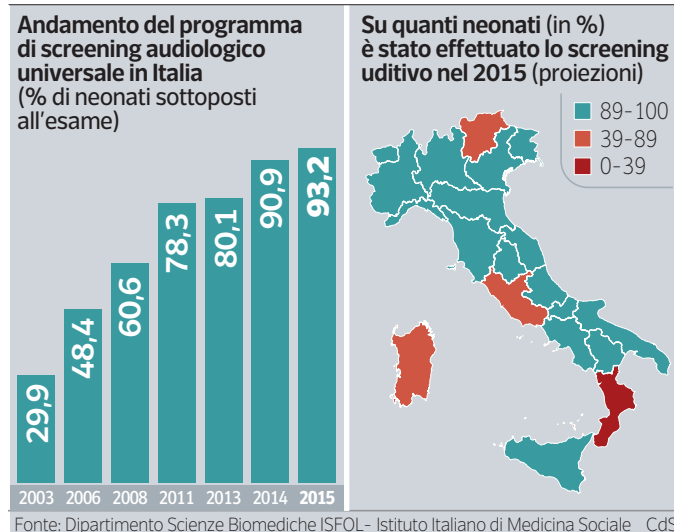 Andamento del programma
di screening audiologico
universale in Italia
(% di neonati sottoposti
all'esame)
29,9
48,4
60,6
78,3
80,1
90,9
93,2
2003 2006 2008 2011 2013 2014 2015
Su quanti neonati (in %)
è stato effettuato lo screening
uditivo nel 2015 (proiezioni)
89-100
39-89
0-39
Fonte: Dipartimento Scienze Biomediche ISFOL- Istituto Italiano di Medicina Sociale CdS